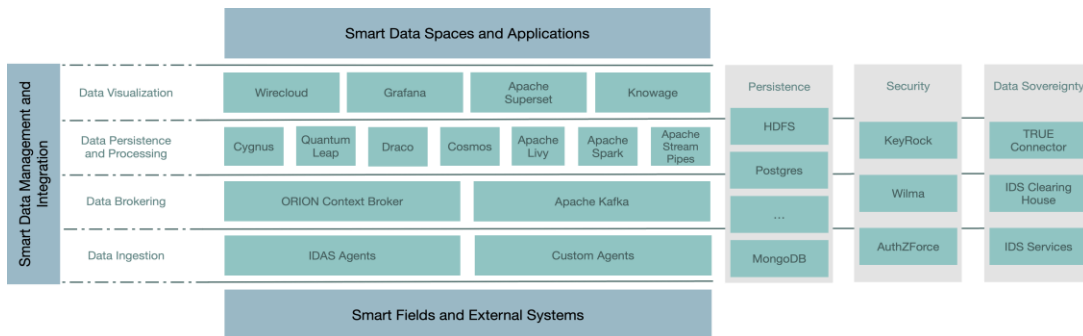 Smart Data Spaces and Applications
Smart Data Management and
Integration
Data Visualization
Wirecloud
Grafana
Apache
Superset
Knowage
Data Persistence
and Processing
Cygnus
Quantum
Leap
Draco
Cosmos
Apache
Livy
Apache
Spark
Apache
Stream
Pipes
Data Brokering
ORION Context Broker
Apache Kafka
Data Ingestion
IDAS Agents
Custom Agents
Smart Fields and External Systems
Persistence
HDFS
Postgres
...
MongoDB
Security
KeyRock
Wilma
AuthZForce
Data Sovereignty
TRUE
Connector
IDS Clearing
House
IDS Services